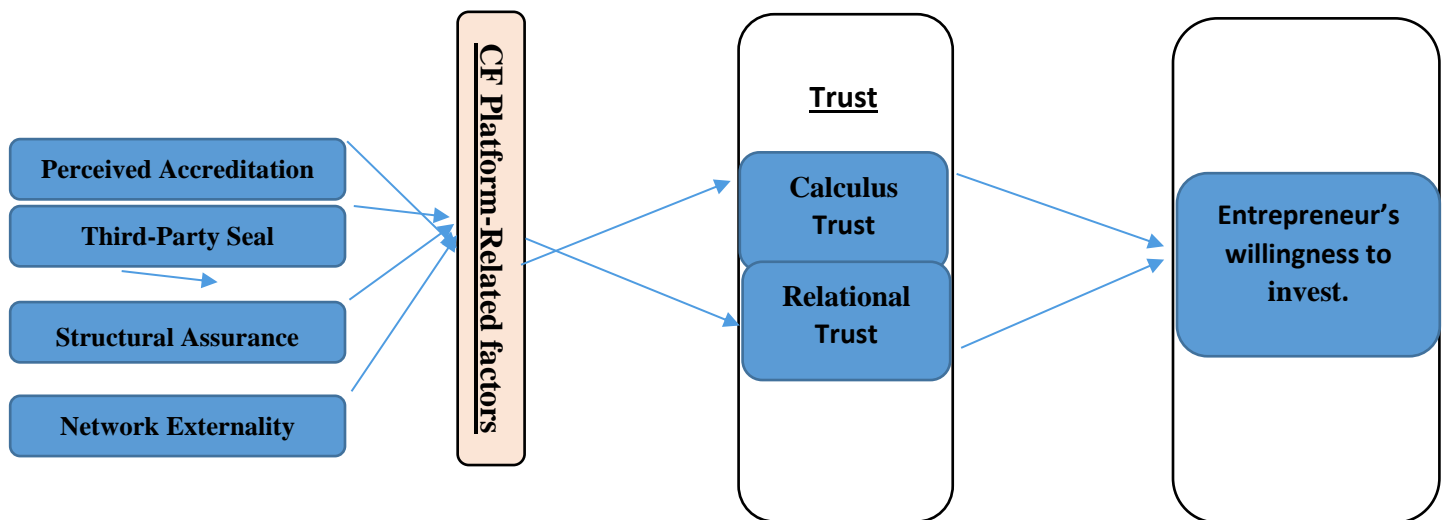 Perceived Accreditation
Third-Party Seal
Structural Assurance
Network Externality
CF Platform-Related factors
Trust
Calculus
Trust
Relational
Trust
Entrepreneur’s
willingness to
invest.